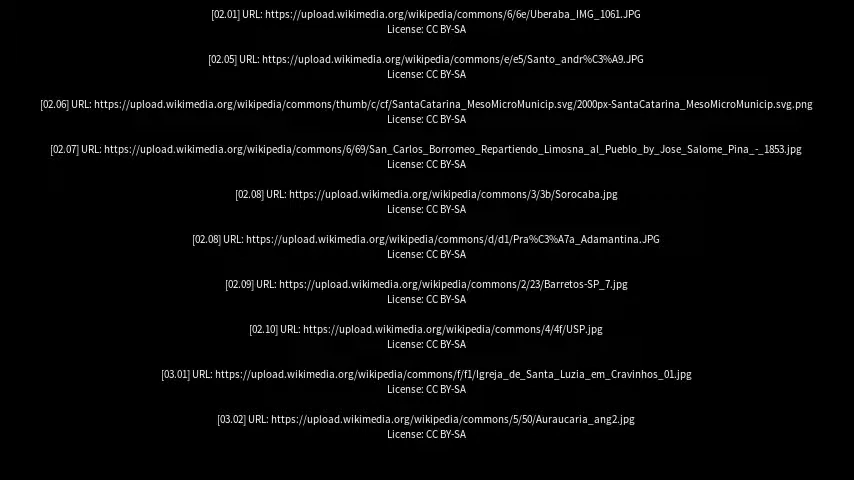 [02.01] URL: https://upload.wikimedia.org/wikipedia/commons/6/6e/Uberaba_IMG_1061.JPG
License: CC BY-SA
[02.05] URL: https://upload.wikimedia.org/wikipedia/commons/e/e5/Santo_andr%C3%A9.JPG
License: CC BY-SA
[02.06] URL: https://upload.wikimedia.org/wikipedia/commons/thumb/c/cf/SantaCatarina_MesoMicroMunicip.svg/2000px-SantaCatarina_MesoMicroMunicip.svg.png
License: CC BY-SA
[02.07] URL: https://upload.wikimedia.org/wikipedia/commons/6/69/San_Carlos_Borromeo_Repartiendo_Limosna_al_Pueblo_by_Jose_Salome_Pina_-_1853.jpg
License: CC BY-SA
[02.08] URL: https://upload.wikimedia.org/wikipedia/commons/3/3b/Sorocaba.jpg
License: CC BY-SA
[02.08] URL: https://upload.wikimedia.org/wikipedia/commons/d/d1/Pra%C3%A7a_Adamantina.JPG
License: CC BY-SA
[02.09] URL: https://upload.wikimedia.org/wikipedia/commons/2/23/Barretos-SP_7.jpg
License: CC BY-SA
[02.10] URL: https://upload.wikimedia.org/wikipedia/commons/4/4f/USP.jpg
License: CC BY-SA
[03.01] URL: https://upload.wikimedia.org/wikipedia/commons/f/f1/Igreja_de_Santa_Luzia_em_Cravinhos_01.jpg
License: CC BY-SA
[03.02] URL: https://upload.wikimedia.org/wikipedia/commons/5/50/Auraucaria_ang2.jpg
License: CC BY-SA